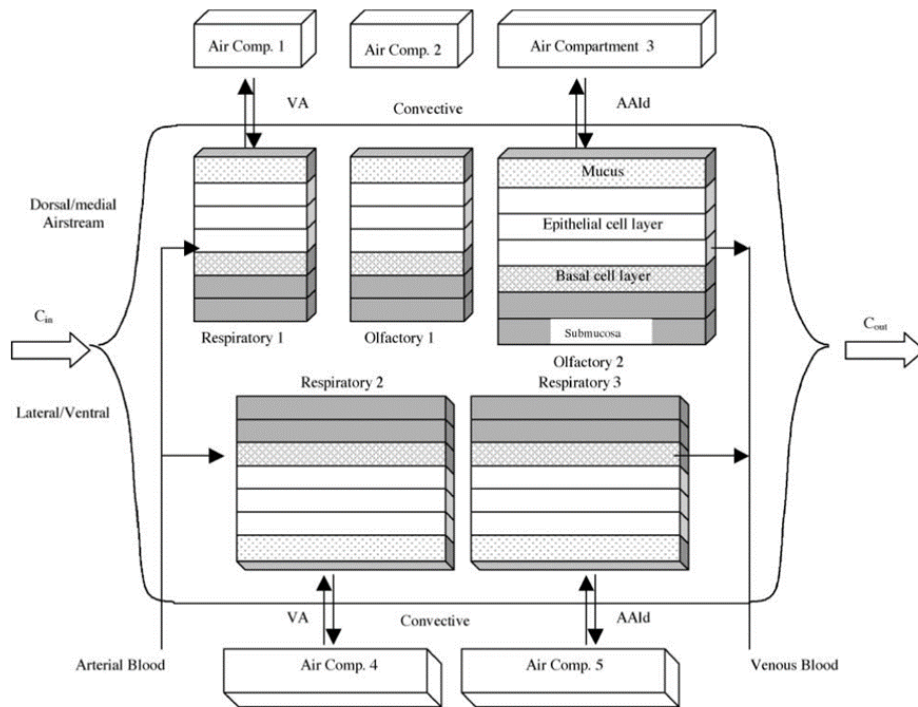 Air Comp. 1
Air Comp. 2
Air Compartment 3
VA
Convective
AAId
Dorsal/medial
Airstream
Mucus
Epithelial cell layer
Basal cell layer
Submucosa
Respiratory 1
Olfactory 1
Olfactory 2
Cin
Cout
Lateral/Ventral
Respiratory 2
Respiratory 3
VA
Convective
AAId
Arterial Blood
Air Comp. 4
Air Comp. 5
Venous Blood